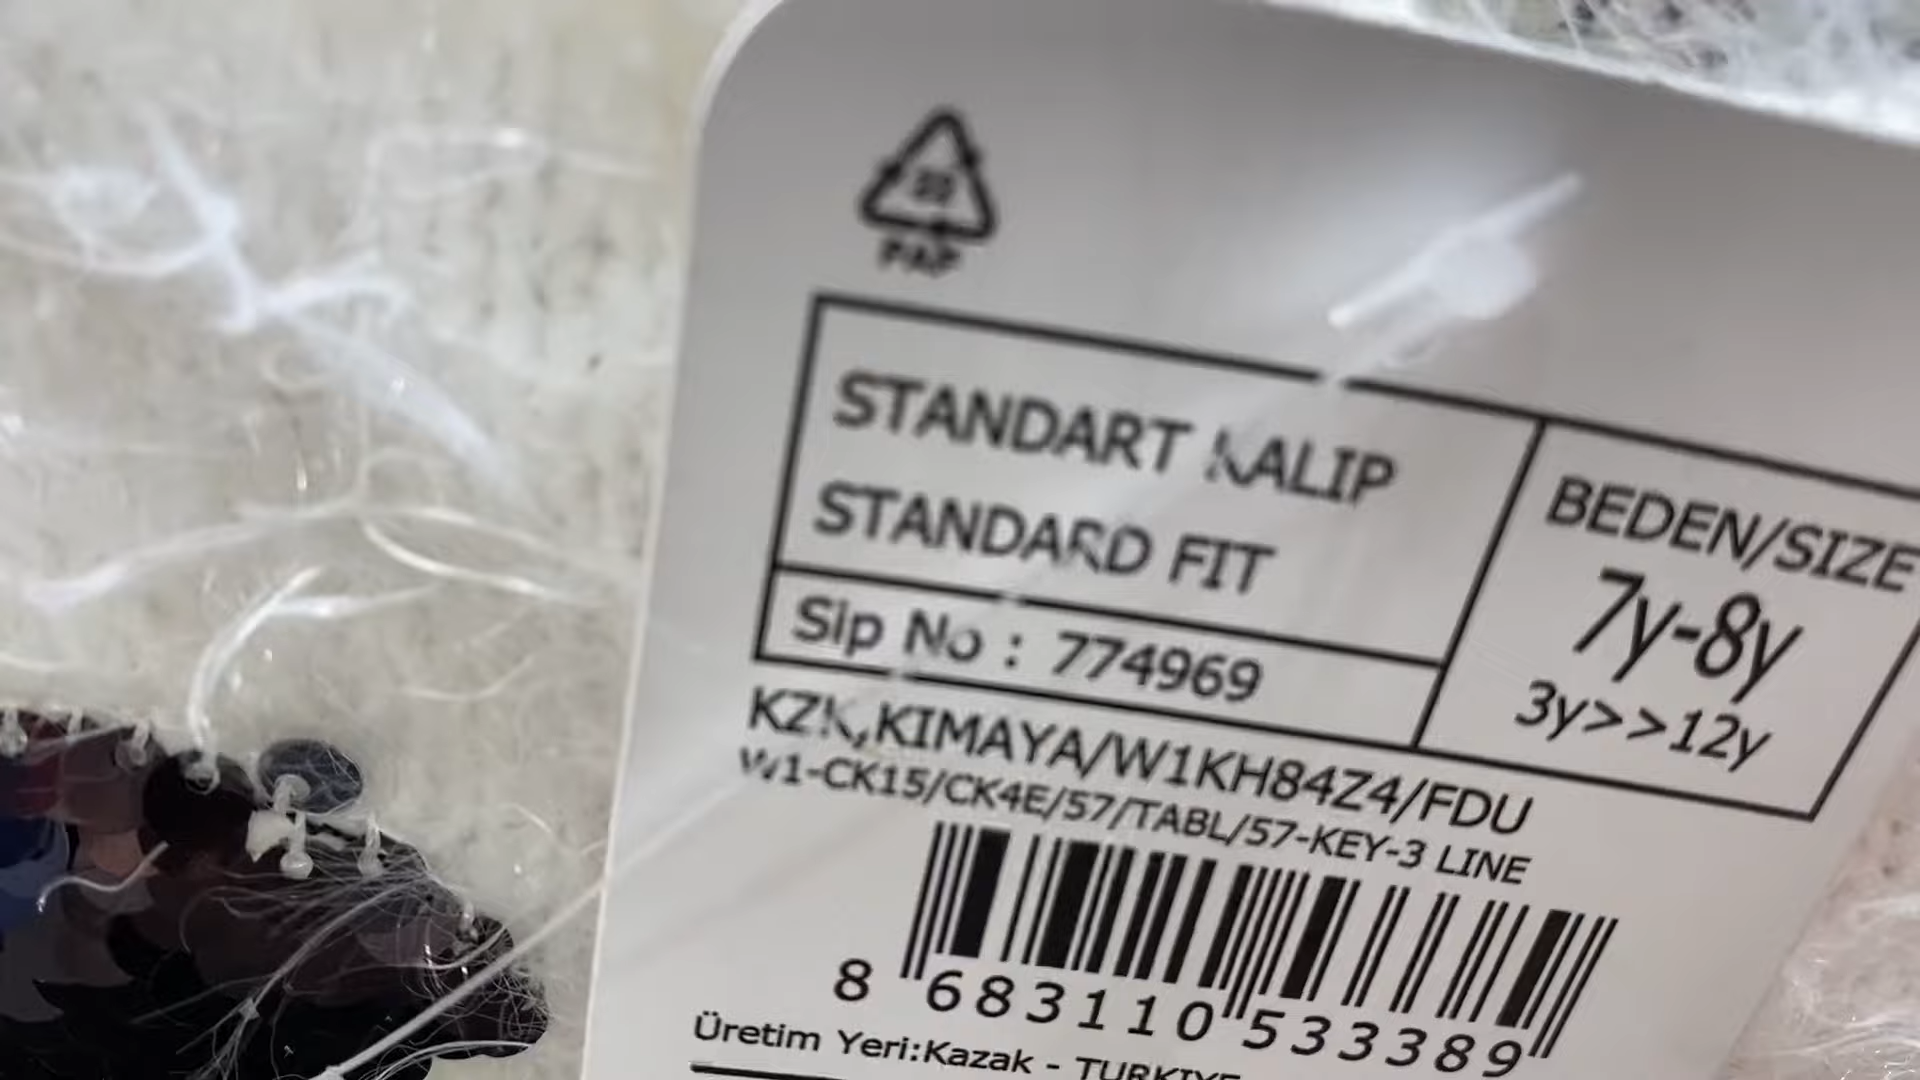 PAP
STANDART KALIP
STANDARD FIT
BEDEN/SIZE
7y-8y
3y>>12y
Sip No : 774969
KZK,KIMAYA/W1KH84Z4/FDU
W1-CK15/CK4E/57/TABL/57-KEY-3 LINE
8 683110 533389
Üretim Yeri:Kazak - TURKIYE